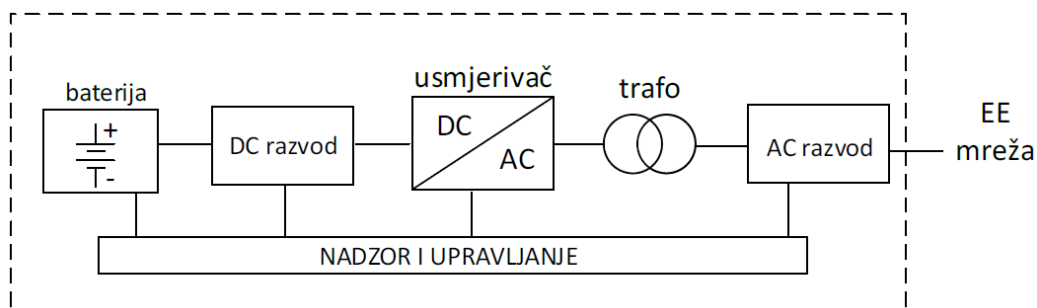 baterija
+
-
DC razvod
usmjerivač
DC
AC
trafo
AC razvod
EE
mreža
NADZOR I UPRAVLJANJE